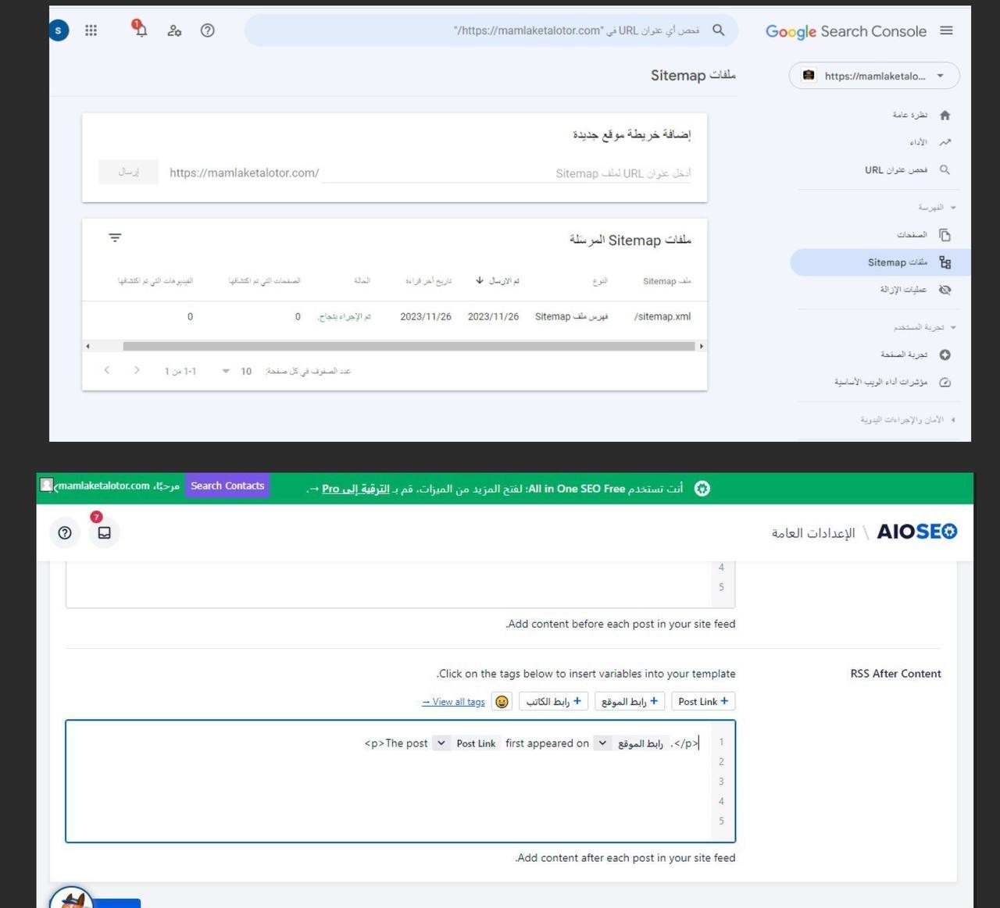 Google Search Console
فحص أي عنوان URL في "https://mamlaketalotor.com/"
1
S
https://mamlaketalo...
ملفات Sitemap
نظرة عامة
الأداء
فحص عنوان URL
الفهرسة
الصفحات
ملفات Sitemap
عمليات الإزالة
تجربة المستخدم
تجربة الصفحة
مؤشرات أداء الويب الأساسية
الأمان والإجراءات اليدوية
إضافة خريطة موقع جديدة
أدخل عنوان URL لملف Sitemap
https://mamlaketalotor.com/
إرسال
ملفات Sitemap المرسَلة
ملف Sitemap النوع تم الإرسال تاريخ آخر قراءة الحالة الصفحات التي تم اكتشافها الفيديوهات التي تم اكتشافها
/sitemap.xml فهرس ملف Sitemap 2023/11/26 2023/11/26 تم الإجراء بنجاح. 0 0
عدد الصفوف في كل صفحة: 10 1-1 من 1
أنت تستخدم All in One SEO Free: لفتح المزيد من الميزات، قم بـ الترقية إلى Pro →.
Search Contacts
مرحبًا، mamlaketalotor.com
AIOSEO \ الإعدادات العامة
7
4
5
Add content before each post in your site feed.
RSS After Content
Click on the tags below to insert variables into your template.
Post Link +
رابط الموقع +
رابط الكاتب +
View all tags →
1
<p>The post Post Link first appeared on رابط الموقع .</p>
2
3
4
5
Add content after each post in your site feed.